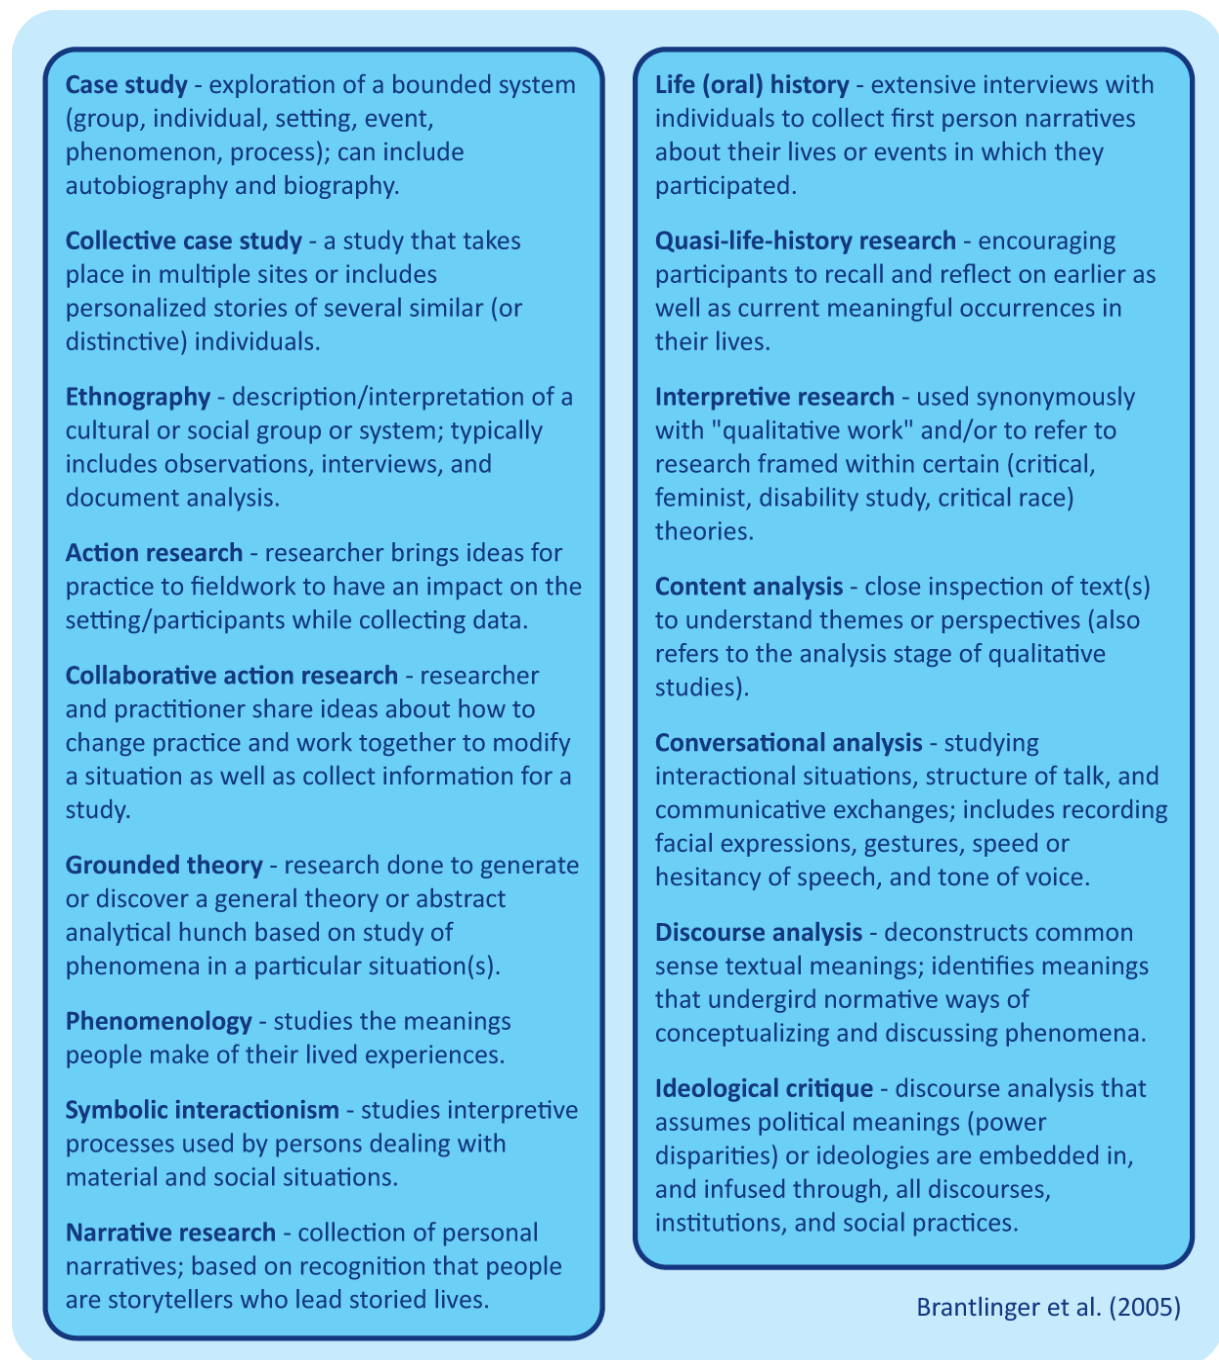 Case study - exploration of a bounded system
(group, individual, setting, event,
phenomenon, process); can include
autobiography and biography.
Collective case study - a study that takes
place in multiple sites or includes
personalized stories of several similar (or
distinctive) individuals.
Ethnography - description/interpretation of a
cultural or social group or system; typically
includes observations, interviews, and
document analysis.
Action research - researcher brings ideas for
practice to fieldwork to have an impact on the
setting/participants while collecting data.
Collaborative action research - researcher
and practitioner share ideas about how to
change practice and work together to modify
a situation as well as collect information for a
study.
Grounded theory - research done to generate
or discover a general theory or abstract
analytical hunch based on study of
phenomena in a particular situation(s).
Phenomenology - studies the meanings
people make of their lived experiences.
Symbolic interactionism - studies interpretive
processes used by persons dealing with
material and social situations.
Narrative research - collection of personal
narratives; based on recognition that people
are storytellers who lead storied lives.
Life (oral) history - extensive interviews with
individuals to collect first person narratives
about their lives or events in which they
participated.
Quasi-life-history research - encouraging
participants to recall and reflect on earlier as
well as current meaningful occurrences in
their lives.
Interpretive research - used synonymously
with "qualitative work" and/or to refer to
research framed within certain (critical,
feminist, disability study, critical race)
theories.
Content analysis - close inspection of text(s)
to understand themes or perspectives (also
refers to the analysis stage of qualitative
studies).
Conversational analysis - studying
interactional situations, structure of talk, and
communicative exchanges; includes recording
facial expressions, gestures, speed or
hesitancy of speech, and tone of voice.
Discourse analysis - deconstructs common
sense textual meanings; identifies meanings
that undergird normative ways of
conceptualizing and discussing phenomena.
Ideological critique - discourse analysis that
assumes political meanings (power
disparities) or ideologies are embedded in,
and infused through, all discourses,
institutions, and social practices.
Brantlinger et al. (2005)